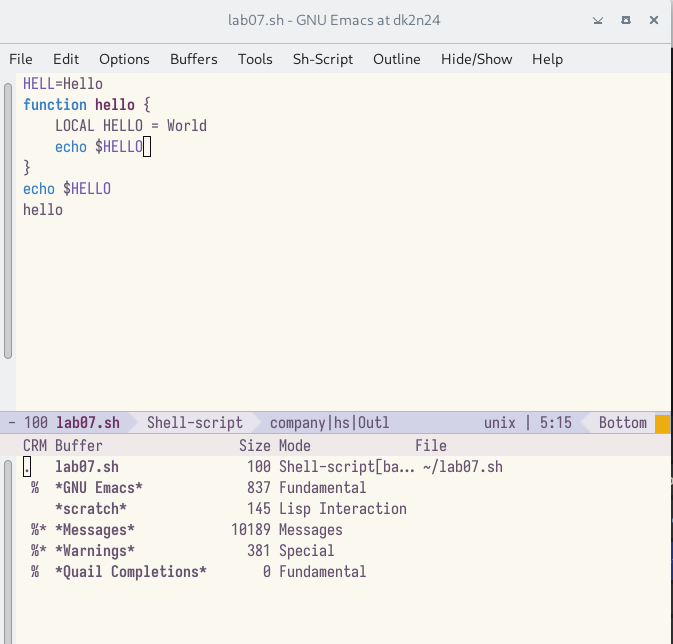 lab07.sh - GNU Emacs at dk2n24
File Edit Options Buffers Tools Sh-Script Outline Hide/Show Help
HELL=Hello
function hello {
    LOCAL HELLO = World
    echo $HELLO
}
echo $HELLO
hello
- 100 lab07.sh Shell-script company|hs|Outl unix | 5:15 Bottom
CRM Buffer Size Mode File
. lab07.sh 100 Shell-script[ba... ~/lab07.sh
% *GNU Emacs* 837 Fundamental
*scratch* 145 Lisp Interaction
%* *Messages* 10189 Messages
%* *Warnings* 381 Special
% *Quail Completions* 0 Fundamental